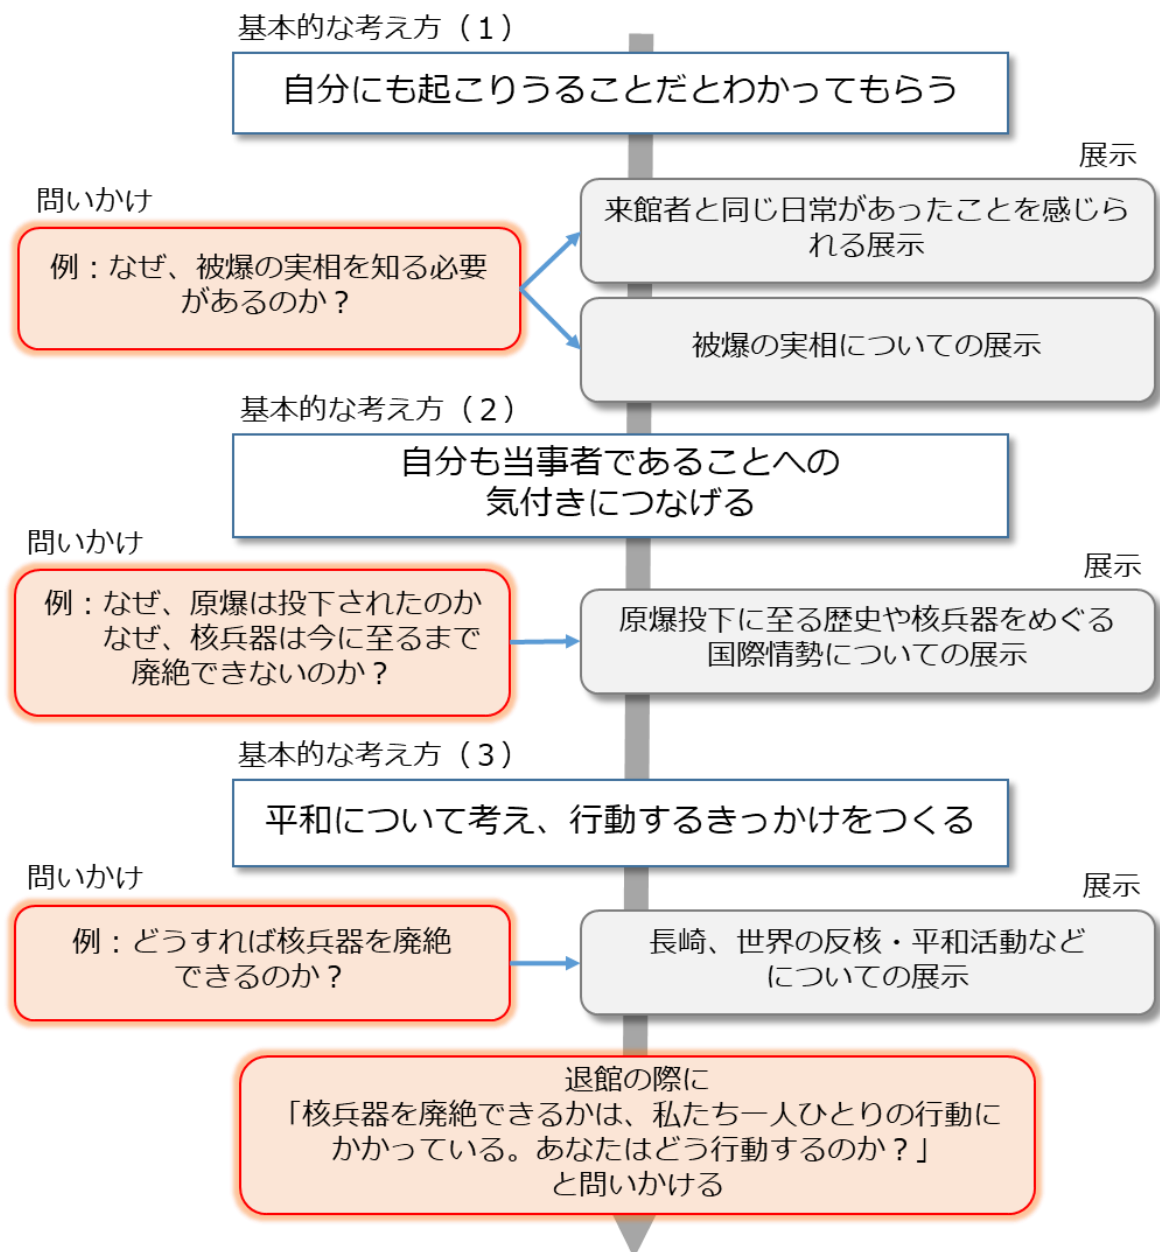 基本的な考え方（１）
自分にも起こりうることだとわかってもらう
展示
問いかけ
来館者と同じ日常があったことを感じら
れる展示
例：なぜ、被爆の実相を知る必要
があるのか？
被爆の実相についての展示
基本的な考え方（２）
自分も当事者であることへの
気付きにつなげる
問いかけ
展示
例：なぜ、原爆は投下されたのか
なぜ、核兵器は今に至るまで
廃絶できないのか？
原爆投下に至る歴史や核兵器をめぐる
国際情勢についての展示
基本的な考え方（３）
平和について考え、行動するきっかけをつくる
問いかけ
展示
例：どうすれば核兵器を廃絶
できるのか？
長崎、世界の反核・平和活動など
についての展示
退館の際に
「核兵器を廃絶できるかは、私たち一人ひとりの行動に
かかっている。あなたはどう行動するのか？」
と問いかける